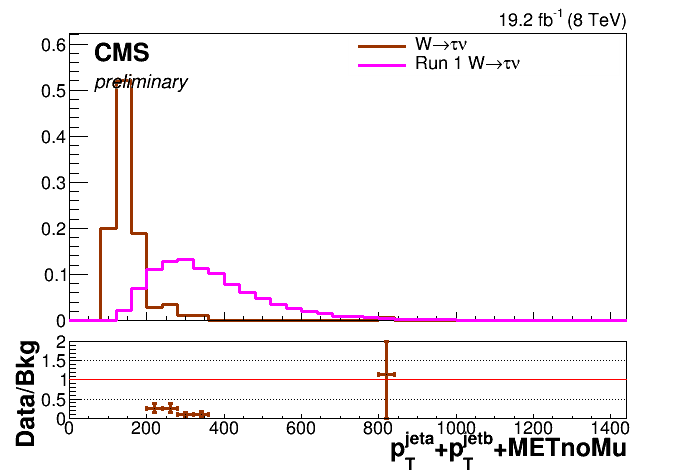 19.2 fb⁻¹ (8 TeV)
CMS
preliminary
W→τν
Run 1 W→τν
0.6
0.5
0.4
0.3
0.2
0.1
0
Data/Bkg
2
1.5
1
0.5
0
0 200 400 600 800 1000 1200 1400
p_T^jeta+p_T^jetb+METnoMu